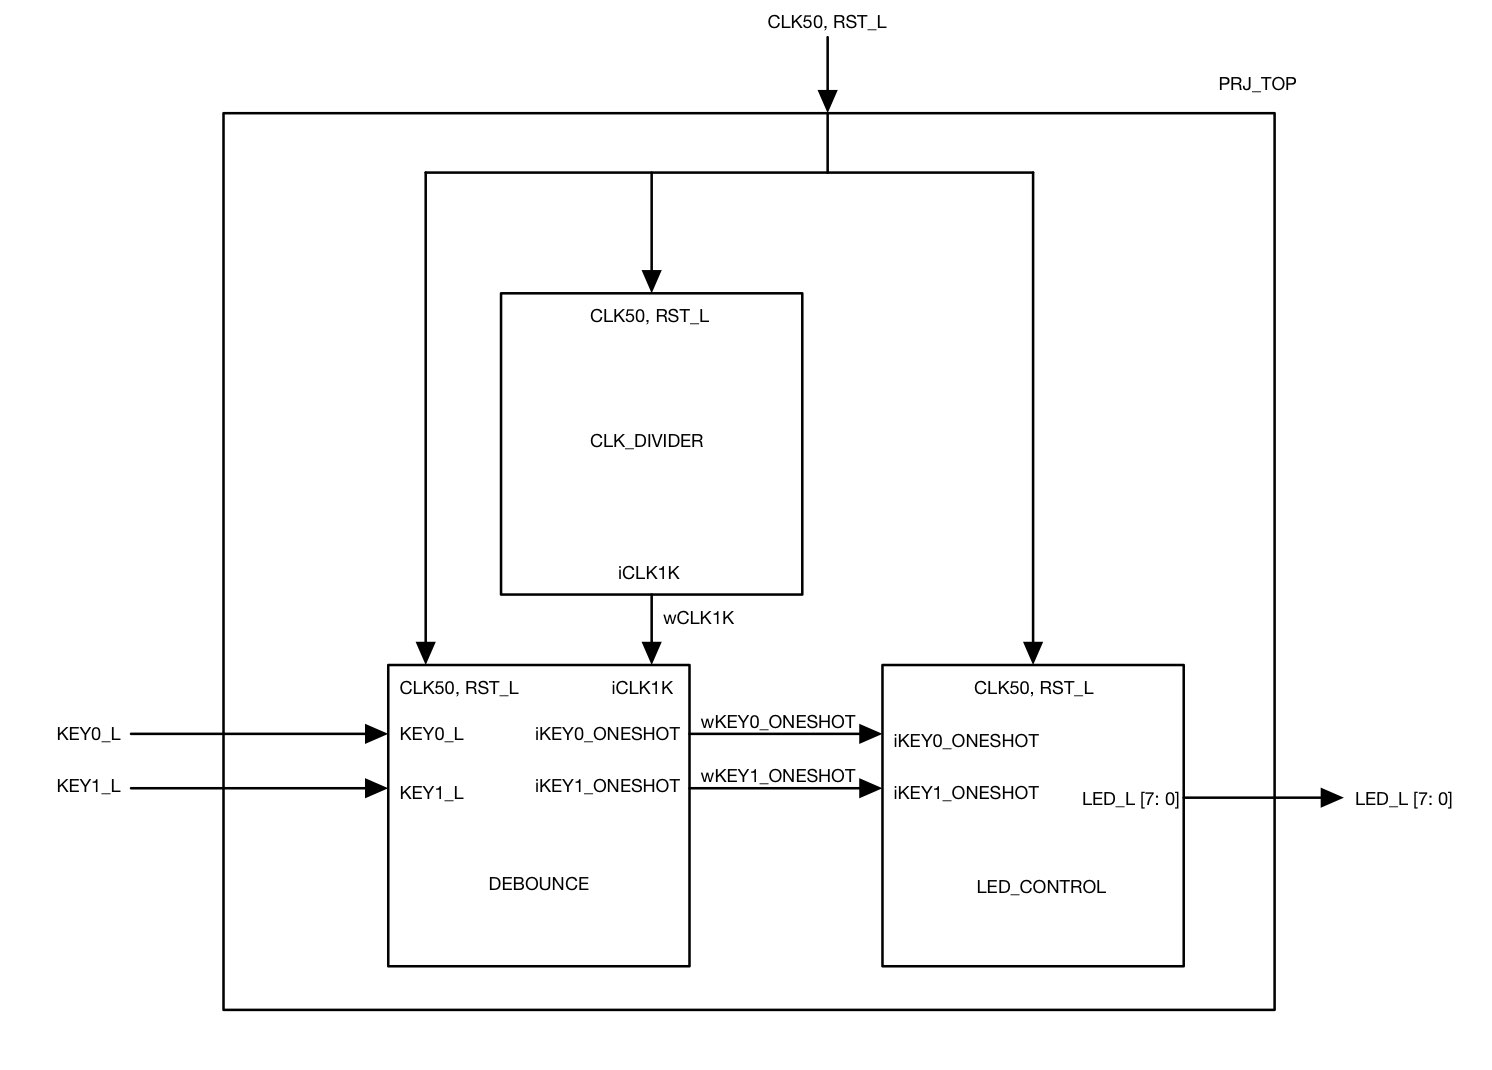 CLK50, RST_L
PRJ_TOP
CLK50, RST_L
CLK_DIVIDER
iCLK1K
wCLK1K
CLK50, RST_L
iCLK1K
CLK50, RST_L
KEY0_L
KEY0_L
iKEY0_ONESHOT
wKEY0_ONESHOT
iKEY0_ONESHOT
KEY1_L
KEY1_L
iKEY1_ONESHOT
wKEY1_ONESHOT
iKEY1_ONESHOT
LED_L [7: 0]
LED_L [7: 0]
DEBOUNCE
LED_CONTROL